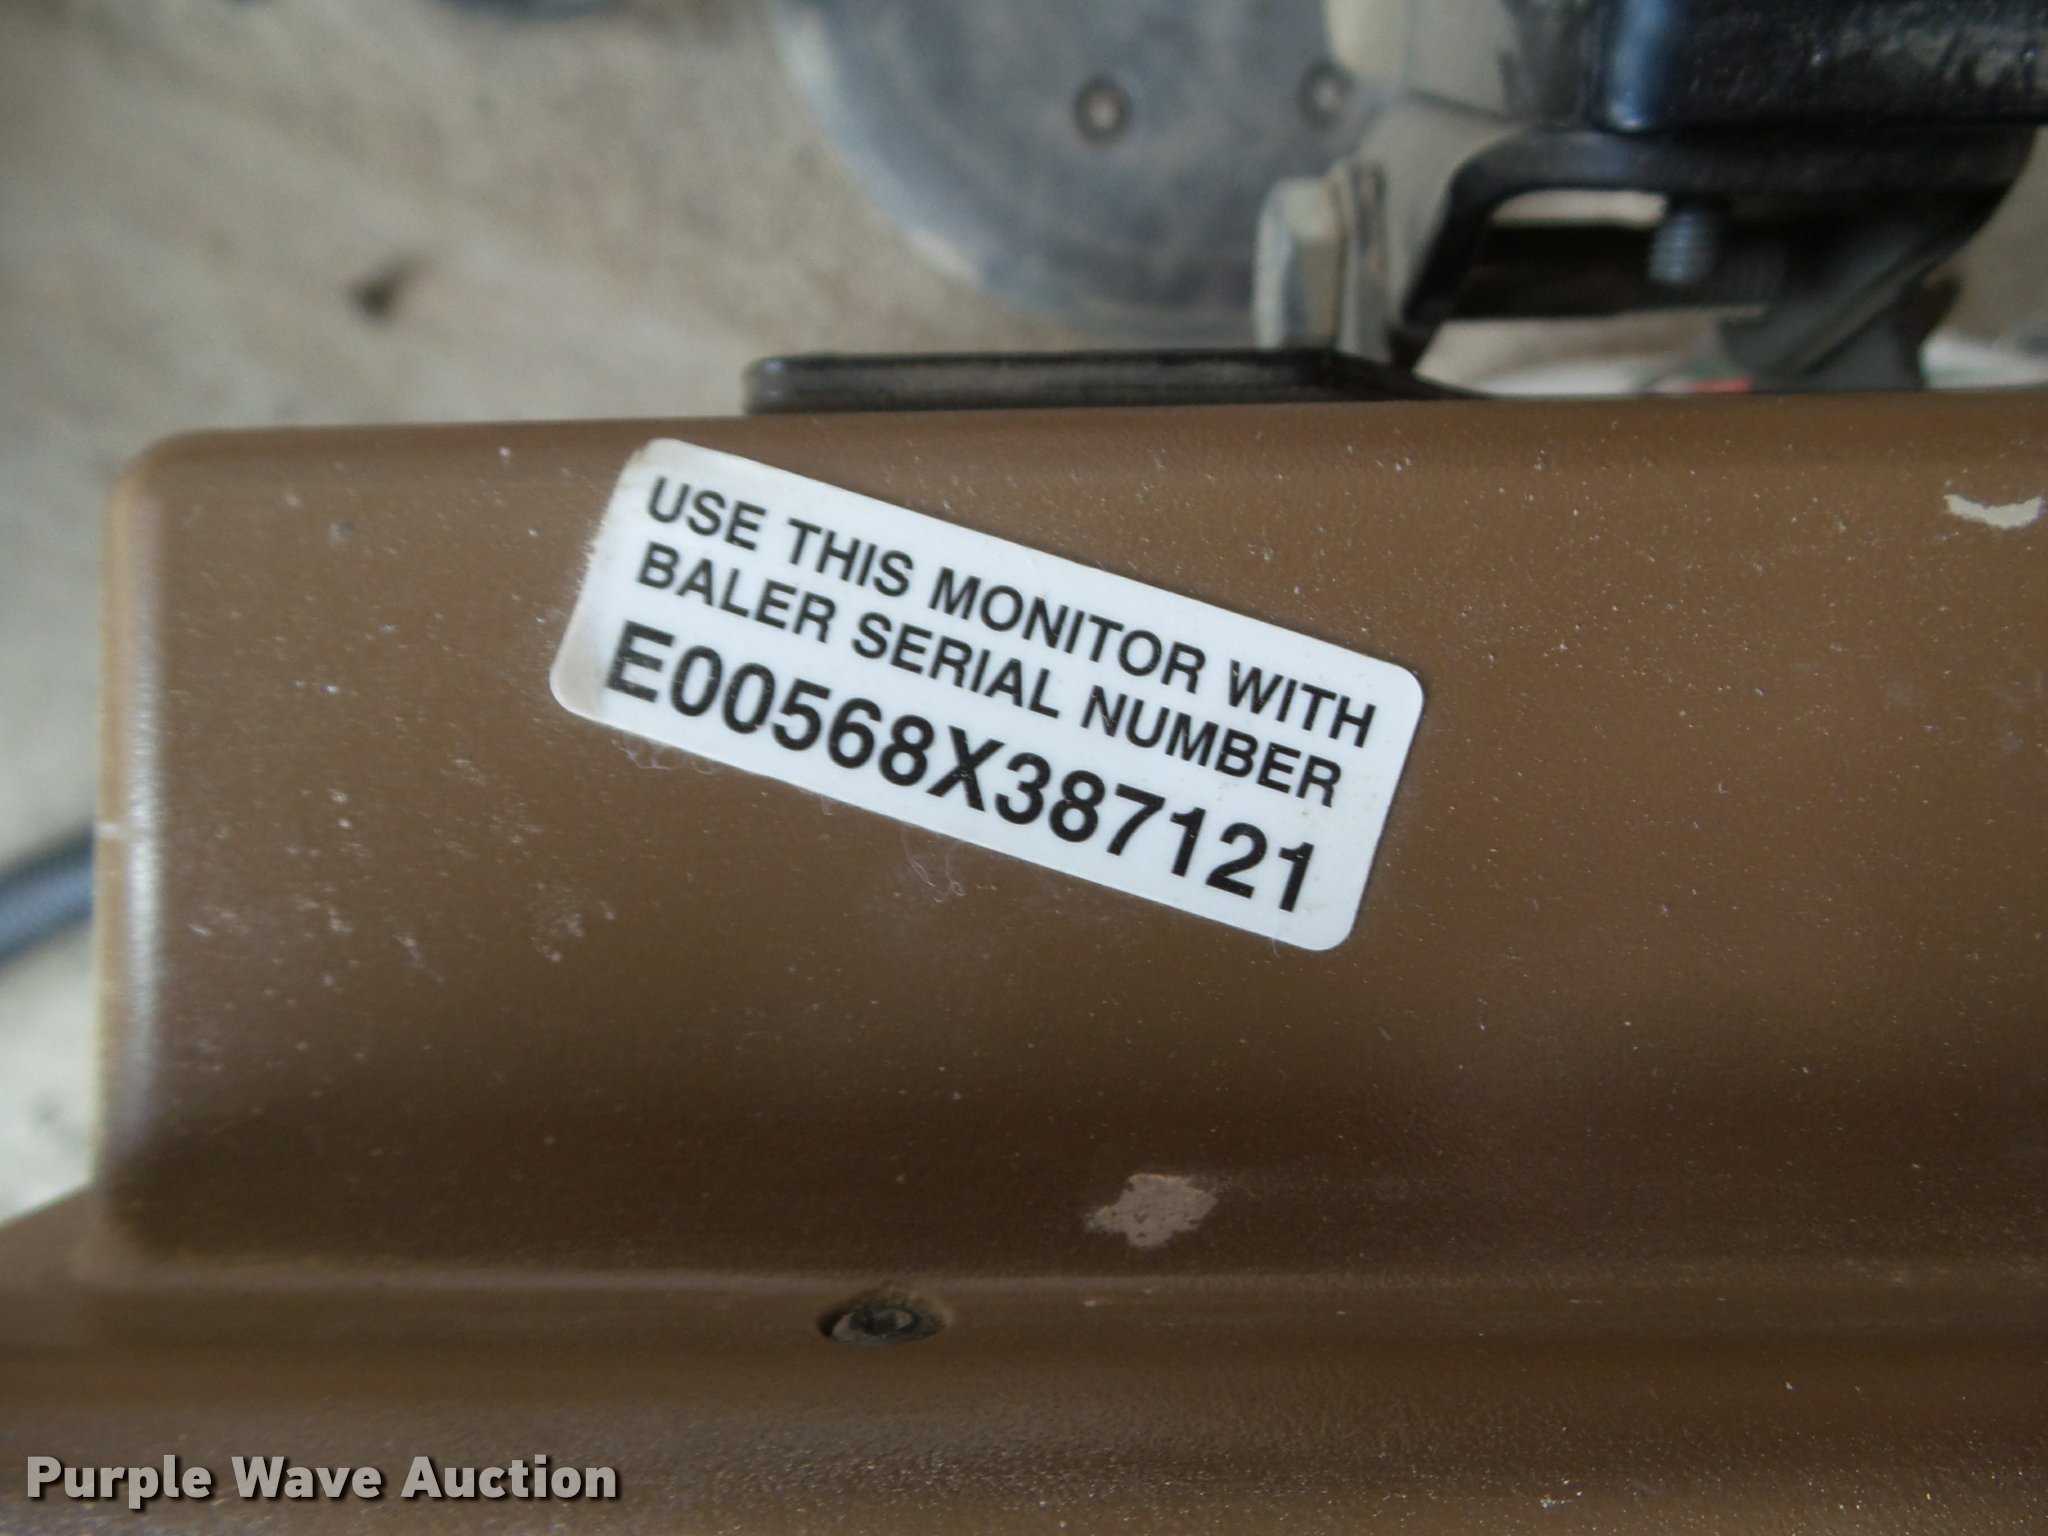 USE THIS MONITOR WITH
BALER SERIAL NUMBER
E00568X387121
Purple Wave Auction